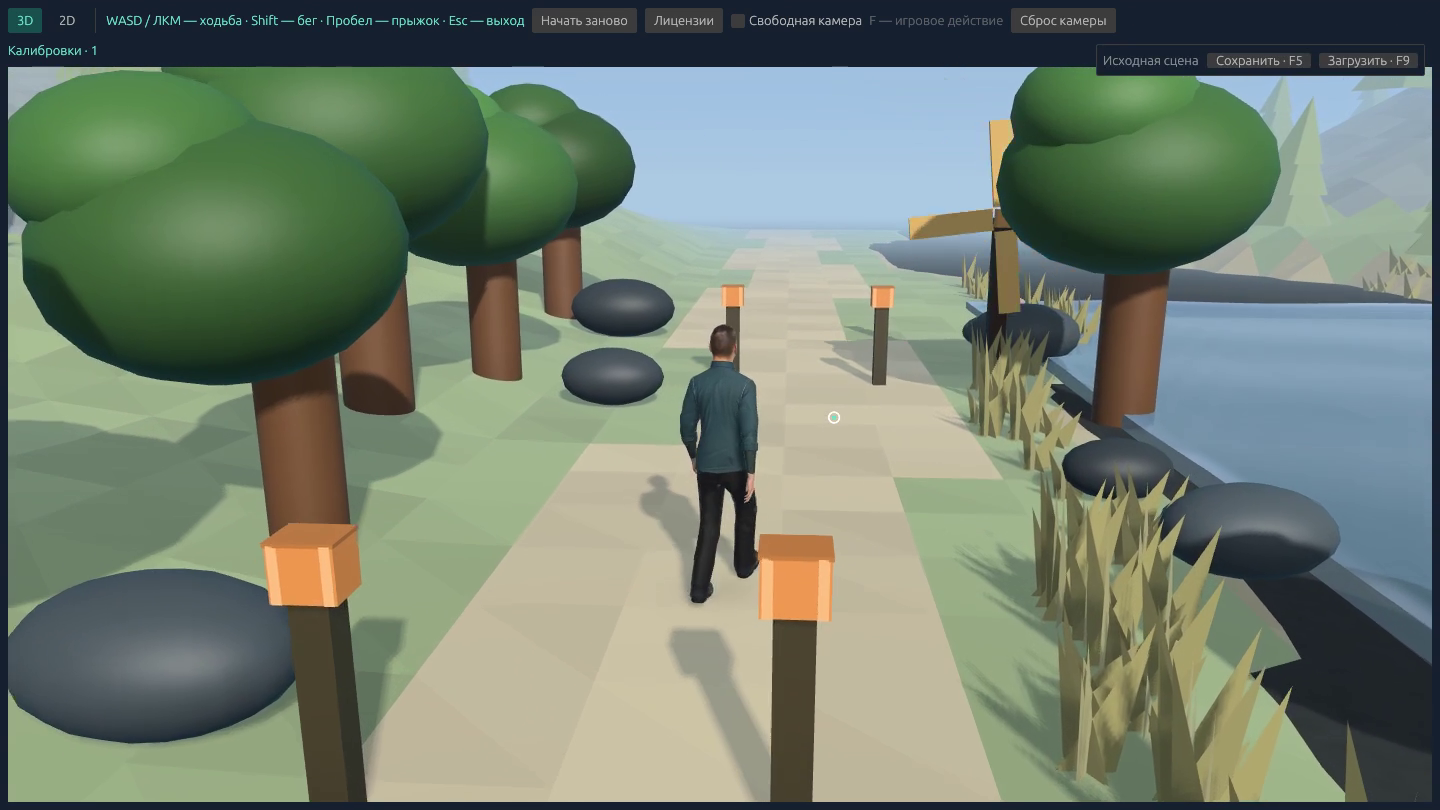 3D 2D WASD / ЛКМ — ходьба · Shift — бег · Пробел — прыжок · Esc — выход Начать заново Лицензии Свободная камера F — игровое действие Сброс камеры
Калибровки · 1
Исходная сцена Сохранить · F5 Загрузить · F9